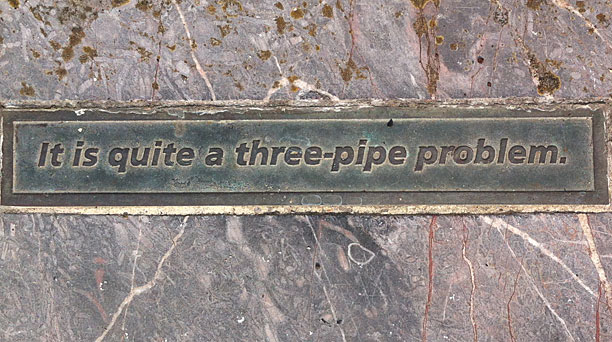 It is quite a three-pipe problem.